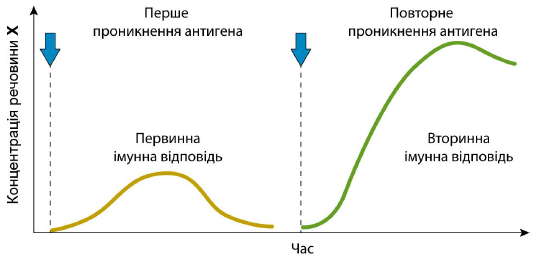 Перше
проникнення антигена
Повторне
проникнення антигена
Концентрація речовини X
Первинна
імунна відповідь
Вторинна
імунна відповідь
Час